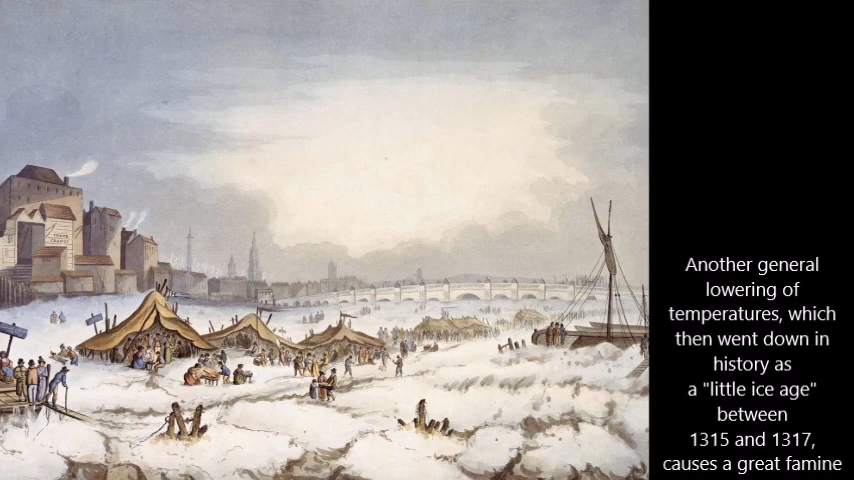 Another general
lowering of
temperatures, which
then went down in
history as
a "little ice age"
between
1315 and 1317,
causes a great famine